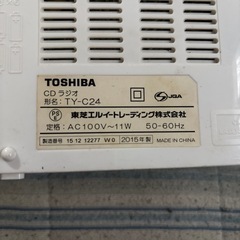 TOSHIBA
CDラジオ
形名：TY-C24
JQA
PS
E
東芝エルイートレーディング株式会社
定格：AC100V～11W 50-60Hz
製造番号 15 12 12277 W0 2015年製 MADE IN CHINA